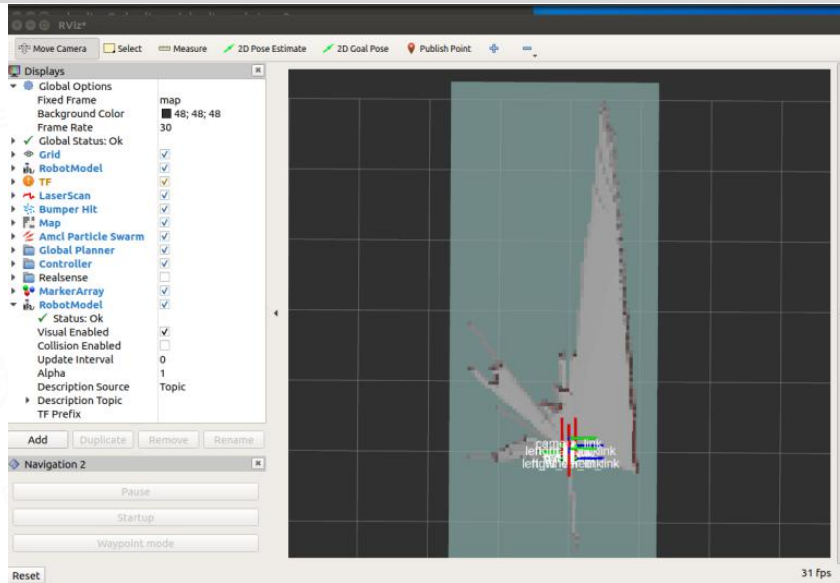 RViz*
Move Camera Select Measure 2D Pose Estimate 2D Goal Pose Publish Point
Displays
Global Options
Fixed Frame map
Background Color 48; 48; 48
Frame Rate 30
Global Status: Ok
Grid
RobotModel
TF
LaserScan
Bumper Hit
Map
Amcl Particle Swarm
Global Planner
Controller
Realsense
MarkerArray
RobotModel
Status: Ok
Visual Enabled
Collision Enabled
Update Interval 0
Alpha 1
Description Source Topic
Description Topic
TF Prefix
Add Duplicate Remove Rename
Navigation 2
Pause
Startup
Waypoint mode
Reset 31 fps
camera_link